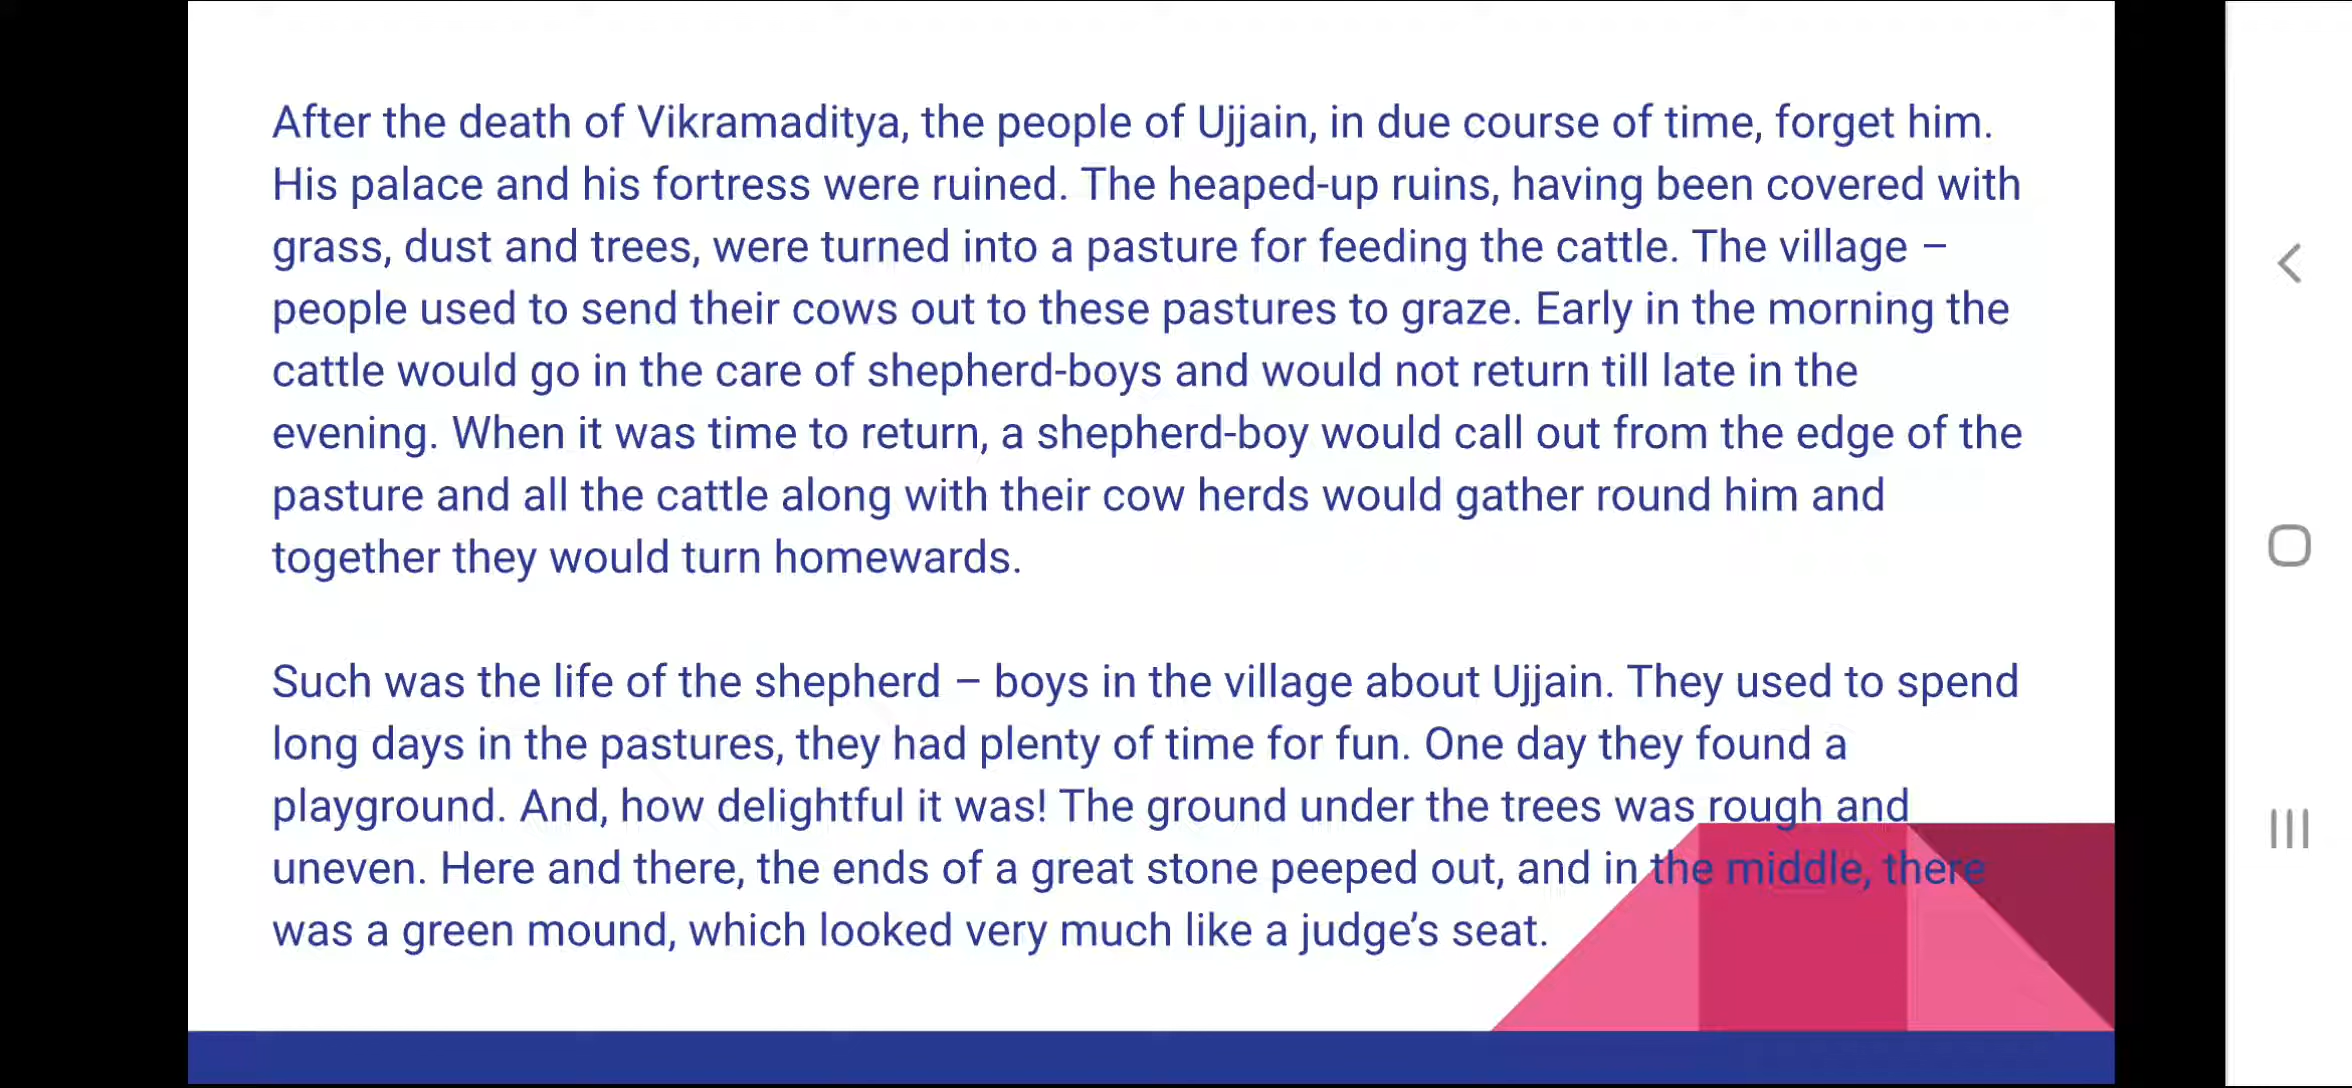 After the death of Vikramaditya, the people of Ujjain, in due course of time, forget him.
His palace and his fortress were ruined. The heaped-up ruins, having been covered with
grass, dust and trees, were turned into a pasture for feeding the cattle. The village –
people used to send their cows out to these pastures to graze. Early in the morning the
cattle would go in the care of shepherd-boys and would not return till late in the
evening. When it was time to return, a shepherd-boy would call out from the edge of the
pasture and all the cattle along with their cow herds would gather round him and
together they would turn homewards.
Such was the life of the shepherd – boys in the village about Ujjain. They used to spend
long days in the pastures, they had plenty of time for fun. One day they found a
playground. And, how delightful it was! The ground under the trees was rough and
uneven. Here and there, the ends of a great stone peeped out, and in the middle, there
was a green mound, which looked very much like a judge’s seat.